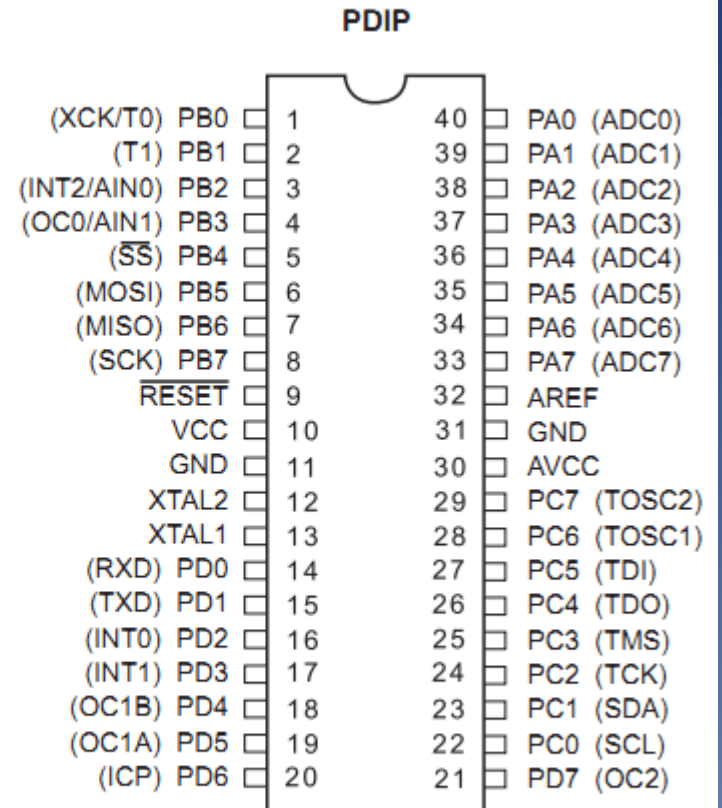 PDIP
(XCK/T0) PB0 1 40 PA0 (ADC0)
(T1) PB1 2 39 PA1 (ADC1)
(INT2/AIN0) PB2 3 38 PA2 (ADC2)
(OC0/AIN1) PB3 4 37 PA3 (ADC3)
(S̅S̅) PB4 5 36 PA4 (ADC4)
(MOSI) PB5 6 35 PA5 (ADC5)
(MISO) PB6 7 34 PA6 (ADC6)
(SCK) PB7 8 33 PA7 (ADC7)
R̅E̅S̅E̅T̅ 9 32 AREF
VCC 10 31 GND
GND 11 30 AVCC
XTAL2 12 29 PC7 (TOSC2)
XTAL1 13 28 PC6 (TOSC1)
(RXD) PD0 14 27 PC5 (TDI)
(TXD) PD1 15 26 PC4 (TDO)
(INT0) PD2 16 25 PC3 (TMS)
(INT1) PD3 17 24 PC2 (TCK)
(OC1B) PD4 18 23 PC1 (SDA)
(OC1A) PD5 19 22 PC0 (SCL)
(ICP) PD6 20 21 PD7 (OC2)